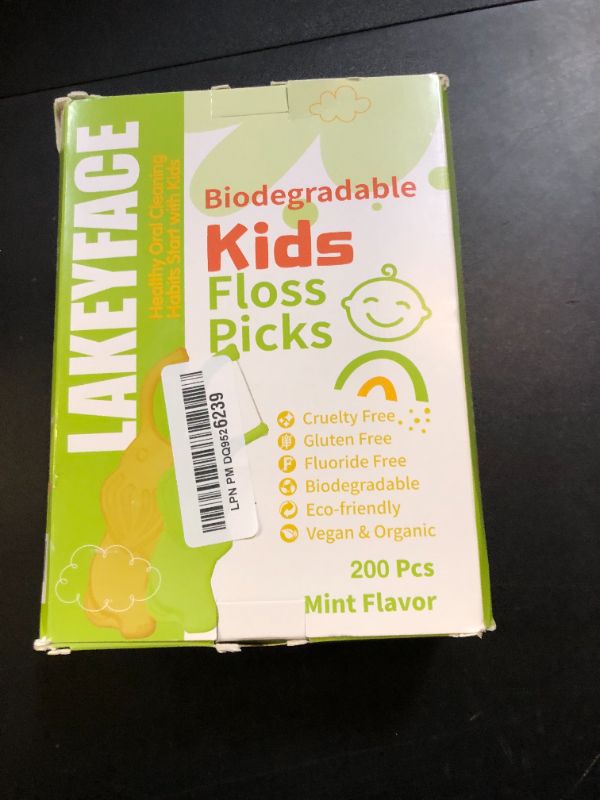 LAKEYFACE
Healthy Oral Cleaning
Habits Start with Kids
Biodegradable
Kids
Floss
Picks
LPN PM DQ9526239
Cruelty Free
Gluten Free
Fluoride Free
Biodegradable
Eco-friendly
Vegan & Organic
200 Pcs
Mint Flavor